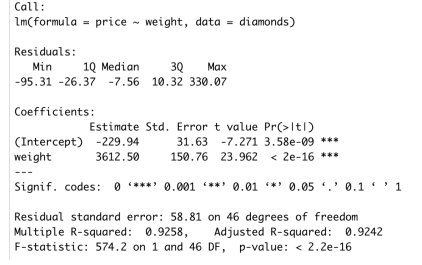 Call:
lm(formula = price ~ weight, data = diamonds)
Residuals:
Min 1Q Median 3Q Max
-95.31 -26.37 -7.56 10.32 330.07
Coefficients:
Estimate Std. Error t value Pr(>|t|)
(Intercept) -229.94 31.63 -7.271 3.58e-09 ***
weight 3612.50 150.76 23.962 < 2e-16 ***
---
Signif. codes: 0 ‘***’ 0.001 ‘**’ 0.01 ‘*’ 0.05 ‘.’ 0.1 ‘ ’ 1
Residual standard error: 58.81 on 46 degrees of freedom
Multiple R-squared: 0.9258, Adjusted R-squared: 0.9242
F-statistic: 574.2 on 1 and 46 DF, p-value: < 2.2e-16